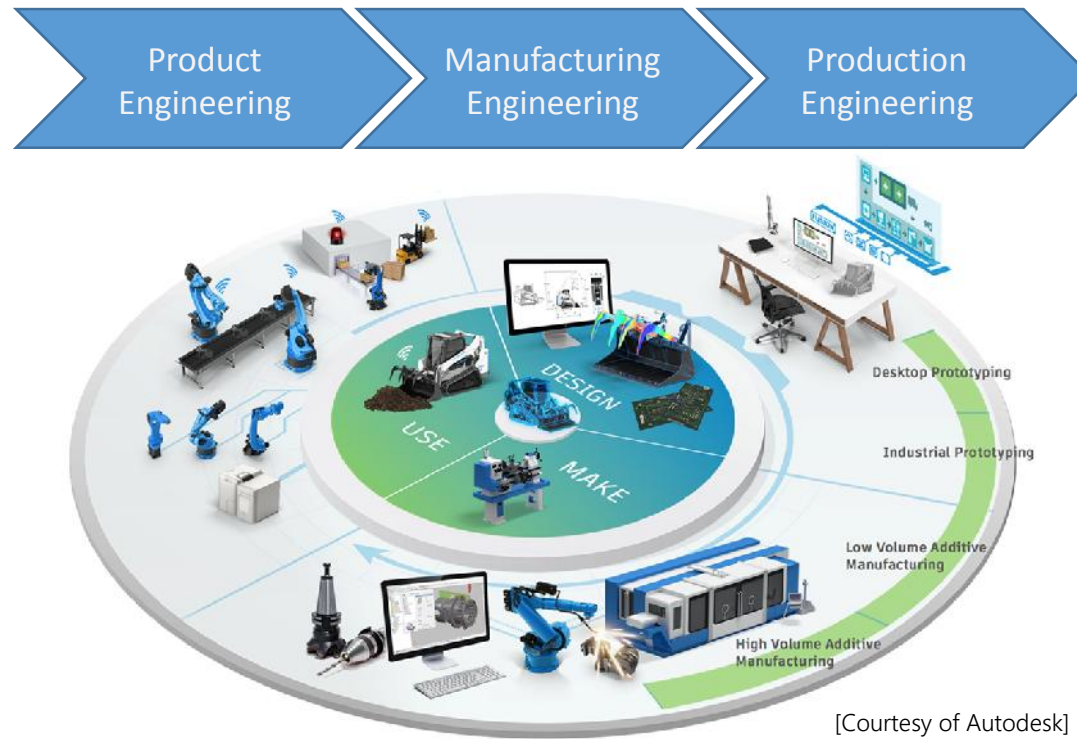 Product
Engineering
Manufacturing
Engineering
Production
Engineering
Desktop Prototyping
DESIGN
USE
Industrial Prototyping
MAKE
Low Volume Additive
Manufacturing
High Volume Additive
Manufacturing
[Courtesy of Autodesk]